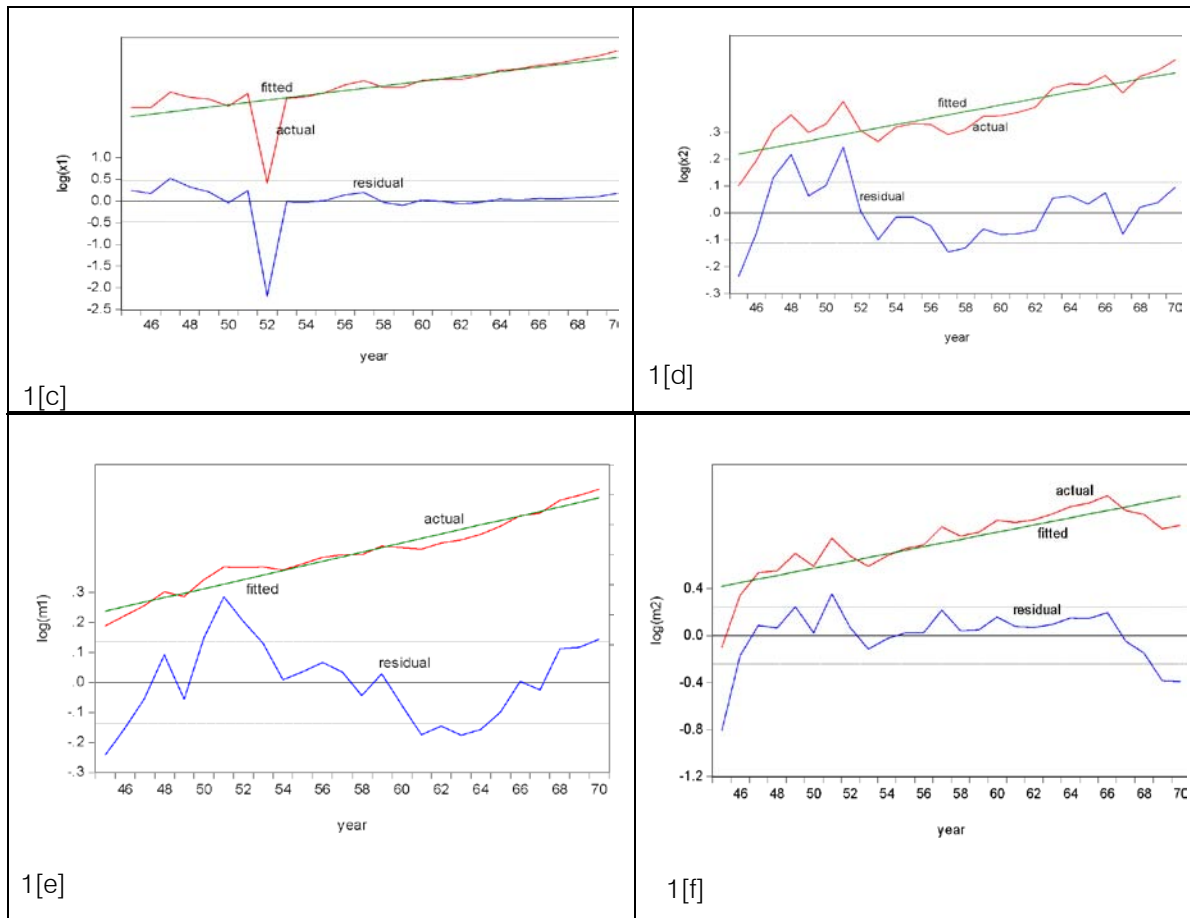 fitted
actual
log(x1)
1.0
0.5
residual
0.0
-0.5
-1.0
-1.5
-2.0
-2.5
46 48 50 52 54 56 58 60 62 64 66 68 70
year
1[c]
fitted
actual
log(x2)
.3
.2
.1
residual
.0
-.1
-.2
-.3
46 48 50 52 54 56 58 60 62 64 66 68 70
year
1[d]
actual
fitted
log(m1)
.3
.2
.1
residual
.0
-.1
-.2
-.3
46 48 50 52 54 56 58 60 62 64 66 68 70
year
1[e]
actual
fitted
log(m2)
0.4
residual
0.0
-0.4
-0.8
-1.2
46 48 50 52 54 56 58 60 62 64 66 68 70
year
1[f]